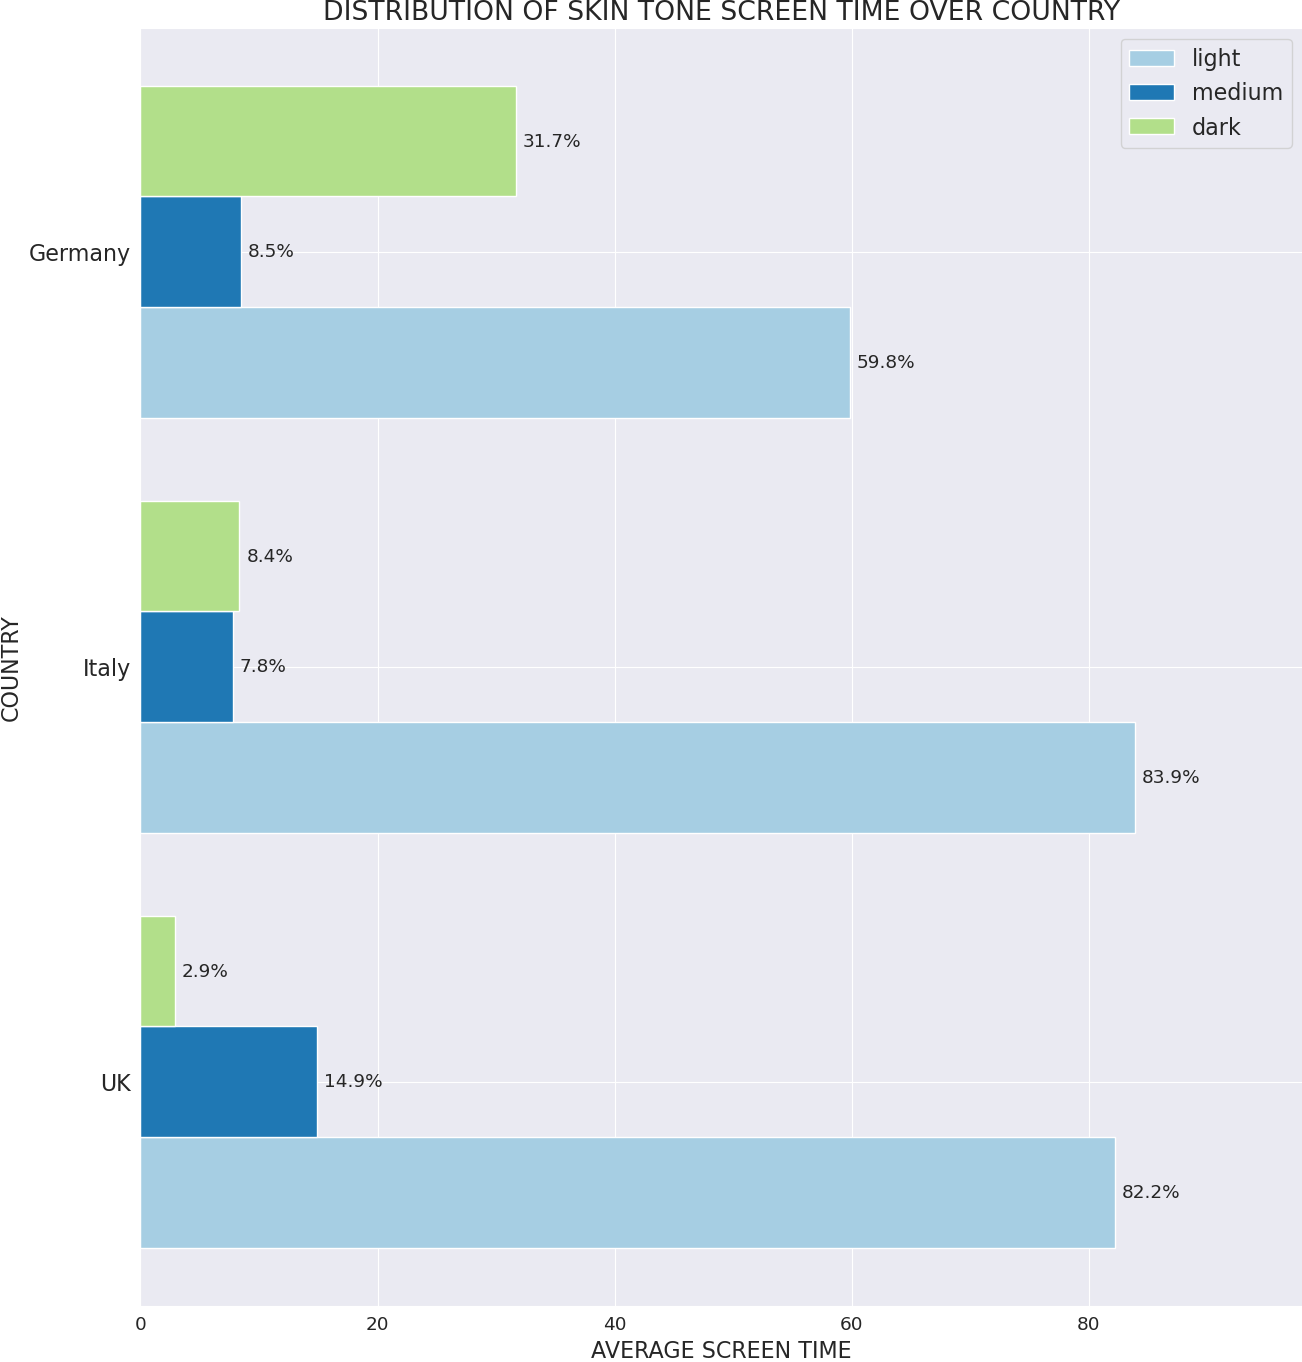 DISTRIBUTION OF SKIN TONE SCREEN TIME OVER COUNTRY
light
medium
dark
31.7%
Germany
8.5%
59.8%
8.4%
Italy
7.8%
83.9%
COUNTRY
2.9%
UK
14.9%
82.2%
0 20 40 60 80
AVERAGE SCREEN TIME